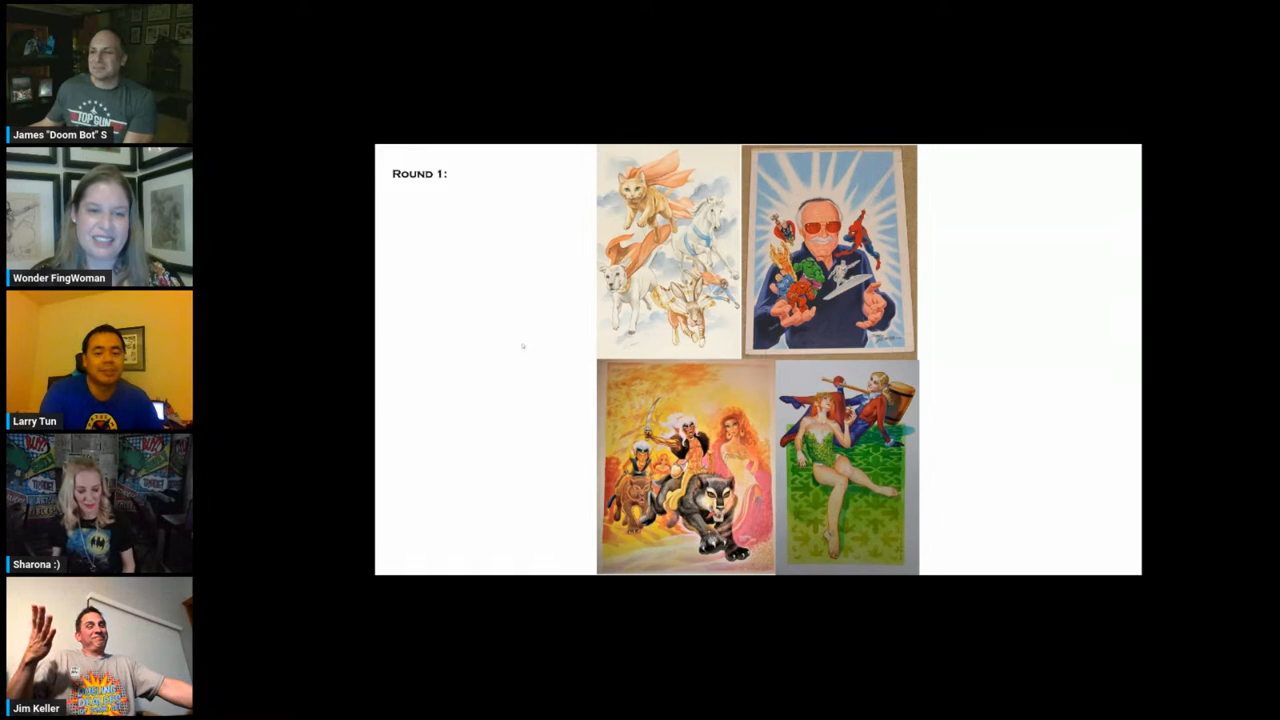 TOP GUN
James "Doom Bot" S
Wonder FingWoman
Larry Tun
Sharona :)
Jim Keller
ROUND 1: